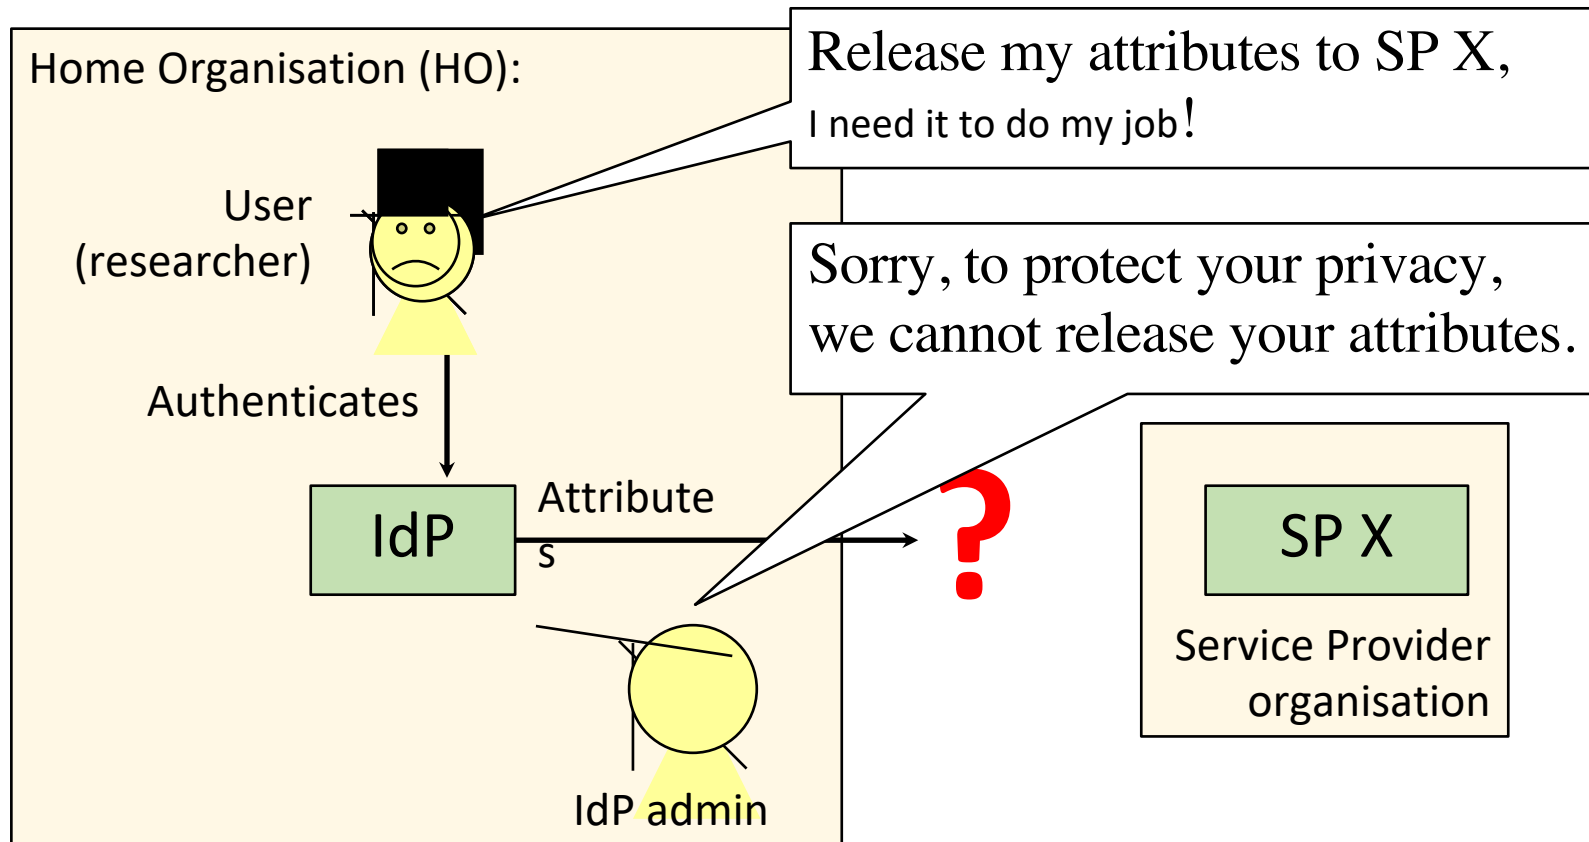 Home Organisation (HO):
Release my attributes to SP X,
I need it to do my job!
User
(researcher)
Sorry, to protect your privacy,
we cannot release your attributes.
Authenticates
IdP
Attribute
s
?
SP X
Service Provider
organisation
IdP admin